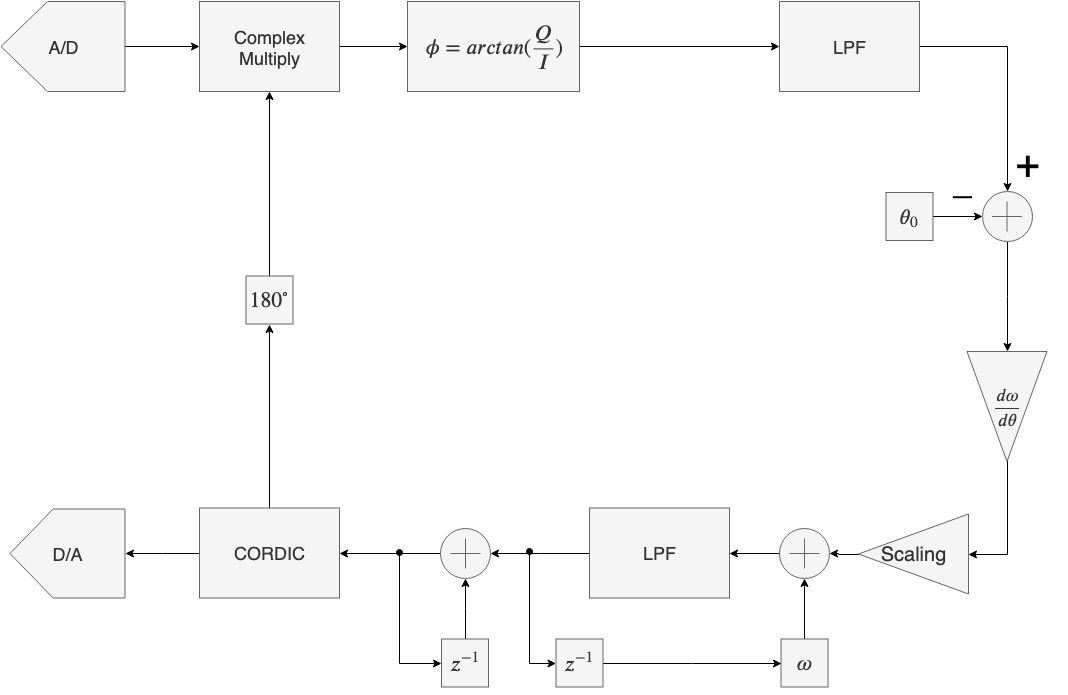 A/D
Complex
Multiply
ϕ = arctan(Q/I)
LPF
+
−
θ₀
180°
dω/dθ
D/A
CORDIC
LPF
Scaling
z⁻¹
z⁻¹
ω